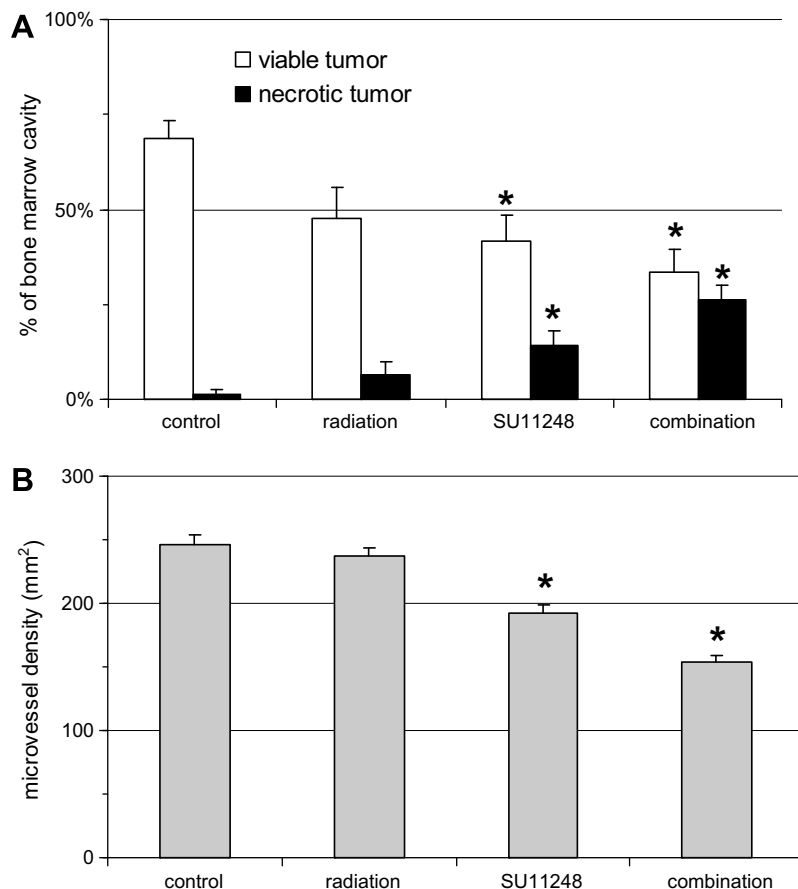 A
100%
viable tumor
necrotic tumor
% of bone marrow cavity
50%
*
*
*
*
0%
control radiation SU11248 combination
B
300
microvessel density (mm²)
200
*
*
100
0
control radiation SU11248 combination